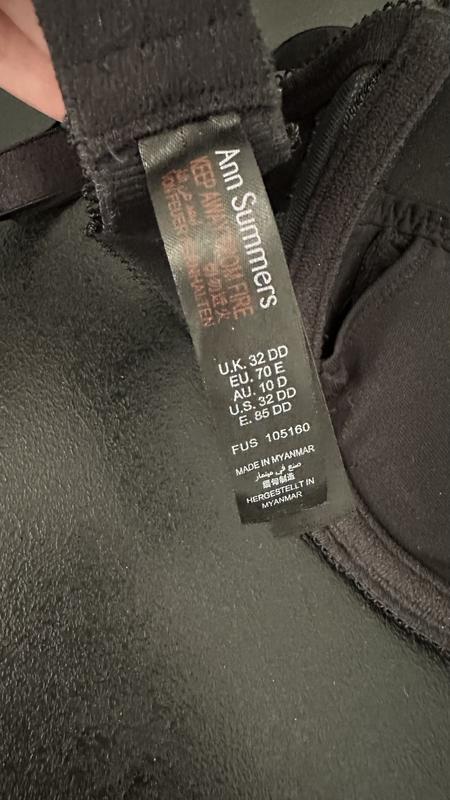 Ann Summers
KEEP AWAY FROM FIRE
U.K. 32 DD
EU. 70 E
AU. 10 D
U.S. 32 DD
E. 85 DD
FUS 105160
MADE IN MYANMAR
صنع في ميانمار
缅甸制造
HERGESTELLT IN
MYANMAR